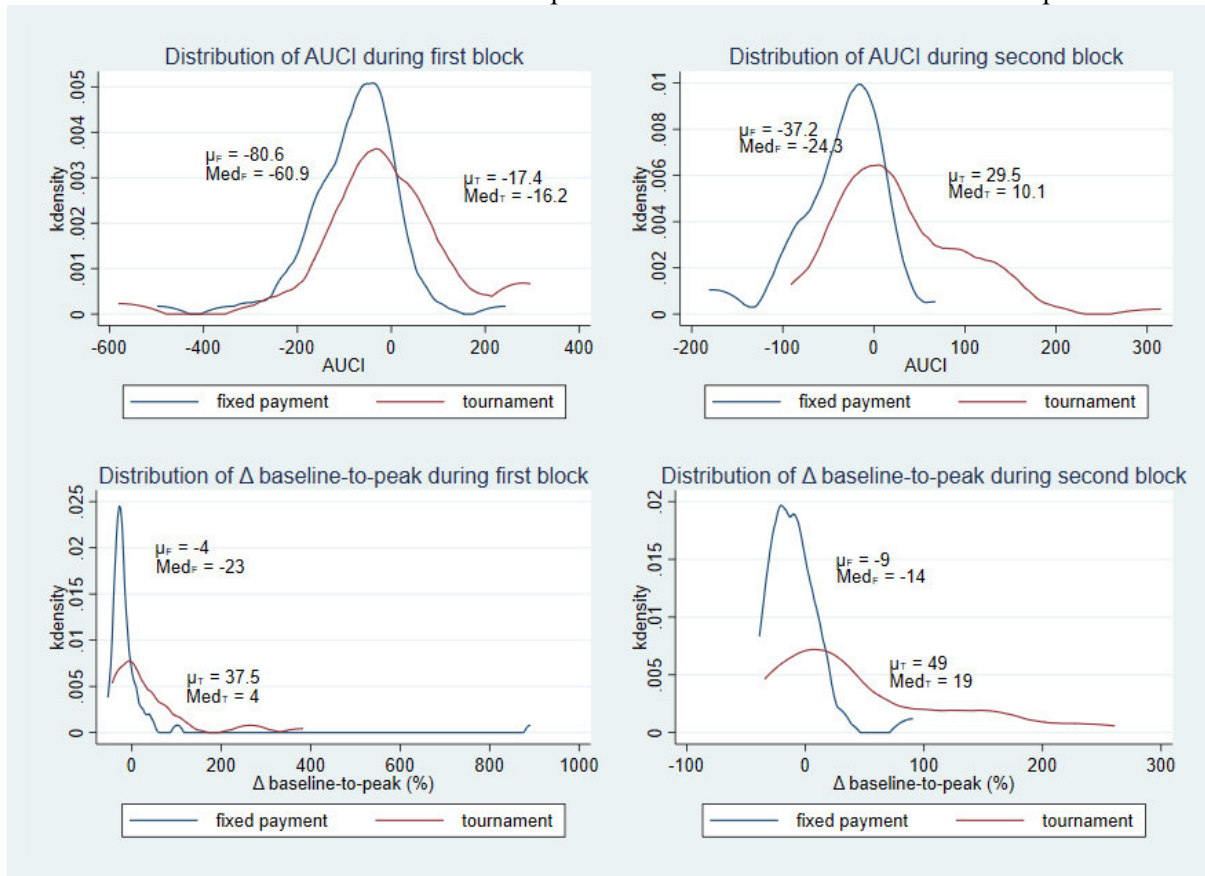 Distribution of AUCI during first block
kdensity
0 .001 .002 .003 .004 .005
μF = -80.6
MedF = -60.9
μT = -17.4
MedT = -16.2
-600 -400 -200 0 200 400
AUCI
fixed payment tournament
Distribution of AUCI during second block
kdensity
0 .002 .004 .006 .008 .01
μF = -37.2
MedF = -24.3
μT = 29.5
MedT = 10.1
-200 -100 0 100 200 300
AUCI
fixed payment tournament
Distribution of Δ baseline-to-peak during first block
kdensity
0 .005 .01 .015 .02 .025
μF = -4
MedF = -23
μT = 37.5
MedT = 4
0 200 400 600 800 1000
Δ baseline-to-peak (%)
fixed payment tournament
Distribution of Δ baseline-to-peak during second block
kdensity
0 .005 .01 .015 .02
μF = -9
MedF = -14
μT = 49
MedT = 19
-100 0 100 200 300
Δ baseline-to-peak (%)
fixed payment tournament